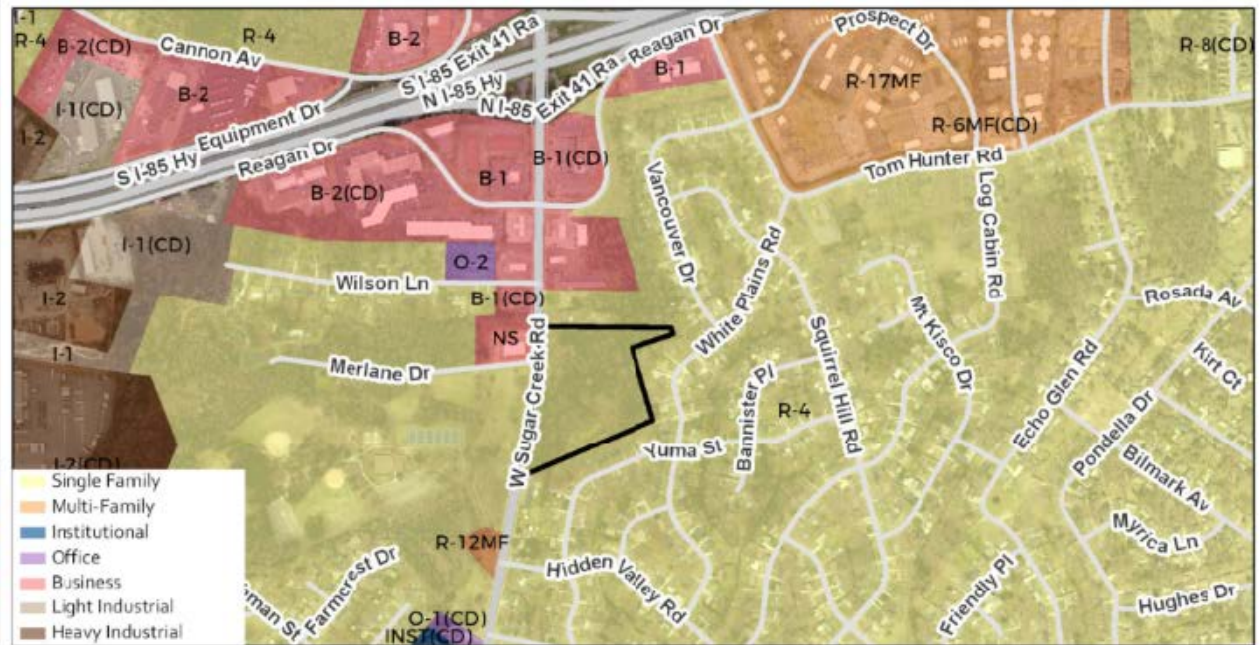 I-1
R-4
B-2(CD)
Cannon Av
R-4
B-2
S I-85 Exit 41 Ra
N I-85 Hy
N I-85 Exit 41 Ra
Reagan Dr
B-1
Prospect Dr
R-8(CD)
I-1(CD)
B-2
R-17MF
I-2
S I-85 Hy
Equipment Dr
Reagan Dr
R-6MF(CD)
B-1(CD)
Tom Hunter Rd
B-1
B-2(CD)
Vancouver Dr
Log Cabin Rd
I-1(CD)
O-2
Wilson Ln
White Plains Rd
I-2
B-1(CD)
Rosada Av
NS
W Sugar Creek Rd
Squirrel Hill Rd
Mt Kisco Dr
I-1
Merlane Dr
Kirt Ct
Bannister Pl
R-4
Echo Glen Rd
Pondella Dr
Yuma St
Bilmark Av
I-2(CD)
Single Family
Multi-Family
Institutional
Office
Business
Light Industrial
Heavy Industrial
R-12MF
Myrica Ln
Farmcrest Dr
Hidden Valley Rd
Friendly Pl
Hughes Dr
O-1(CD)
INST(CD)